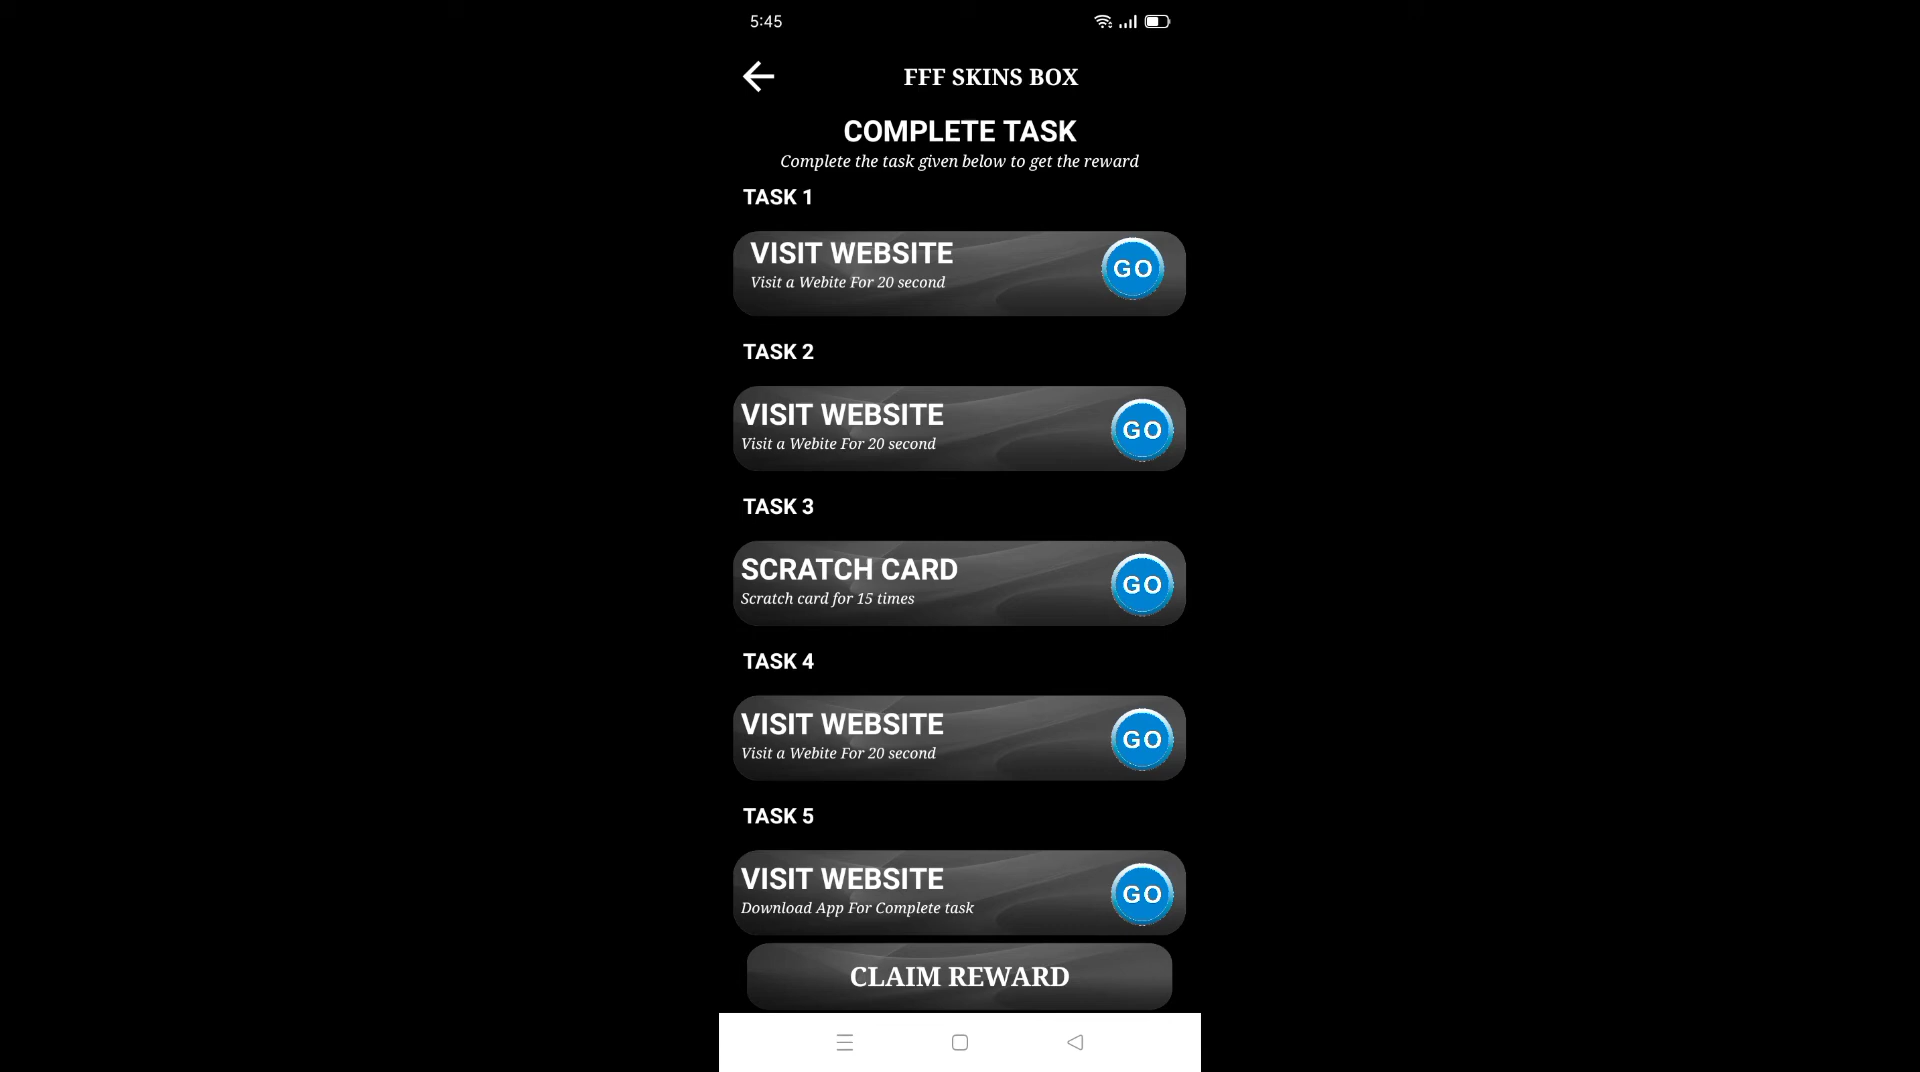 5:45
FFF SKINS BOX
COMPLETE TASK
Complete the task given below to get the reward
TASK 1
VISIT WEBSITE
Visit a Webite For 20 second
GO
TASK 2
VISIT WEBSITE
Visit a Webite For 20 second
GO
TASK 3
SCRATCH CARD
Scratch card for 15 times
GO
TASK 4
VISIT WEBSITE
Visit a Webite For 20 second
GO
TASK 5
VISIT WEBSITE
Download App For Complete task
GO
CLAIM REWARD